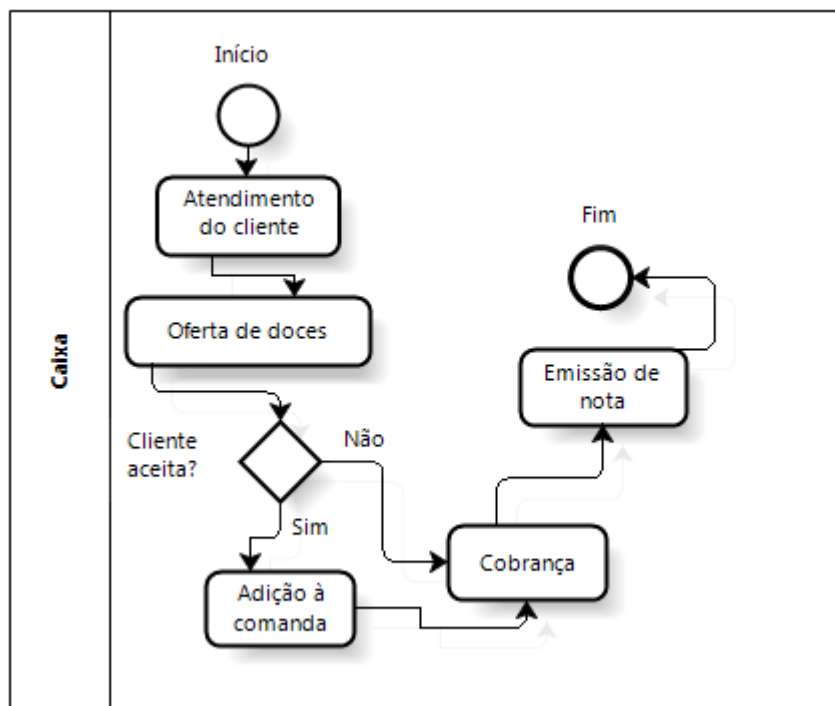 Caixa
Início
Atendimento
do cliente
Oferta de doces
Cliente
aceita?
Não
Sim
Adição à
comanda
Cobrança
Emissão de
nota
Fim